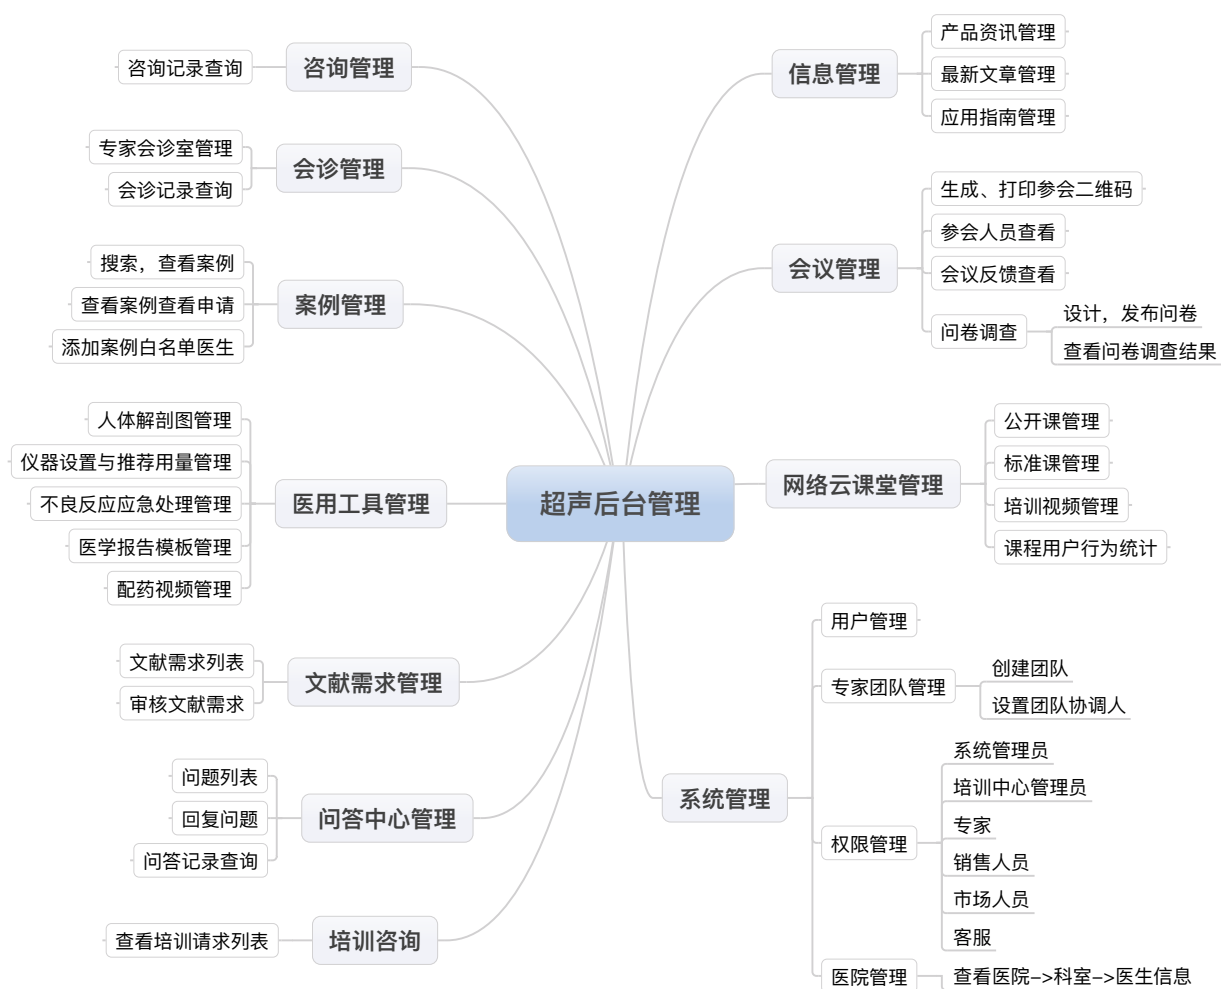 超声后台管理
咨询管理
咨询记录查询
会诊管理
专家会诊室管理
会诊记录查询
案例管理
搜索，查看案例
查看案例查看申请
添加案例白名单医生
医用工具管理
人体解剖图管理
仪器设置与推荐用量管理
不良反应应急处理管理
医学报告模板管理
配药视频管理
文献需求管理
文献需求列表
审核文献需求
问答中心管理
问题列表
回复问题
问答记录查询
培训咨询
查看培训请求列表
信息管理
产品资讯管理
最新文章管理
应用指南管理
会议管理
生成、打印参会二维码
参会人员查看
会议反馈查看
问卷调查
设计，发布问卷
查看问卷调查结果
网络云课堂管理
公开课管理
标准课管理
培训视频管理
课程用户行为统计
系统管理
用户管理
专家团队管理
创建团队
设置团队协调人
权限管理
系统管理员
培训中心管理员
专家
销售人员
市场人员
客服
医院管理
查看医院–>科室–>医生信息